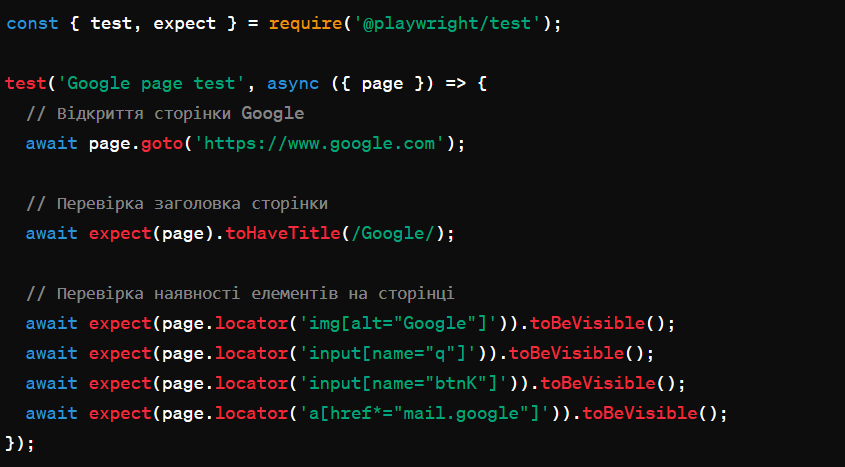 const { test, expect } = require('@playwright/test');
test('Google page test', async ({ page }) => {
// Відкриття сторінки Google
await page.goto('https://www.google.com');
// Перевірка заголовка сторінки
await expect(page).toHaveTitle(/Google/);
// Перевірка наявності елементів на сторінці
await expect(page.locator('img[alt="Google"]')).toBeVisible();
await expect(page.locator('input[name="q"]')).toBeVisible();
await expect(page.locator('input[name="btnK"]')).toBeVisible();
await expect(page.locator('a[href*="mail.google"]')).toBeVisible();
});